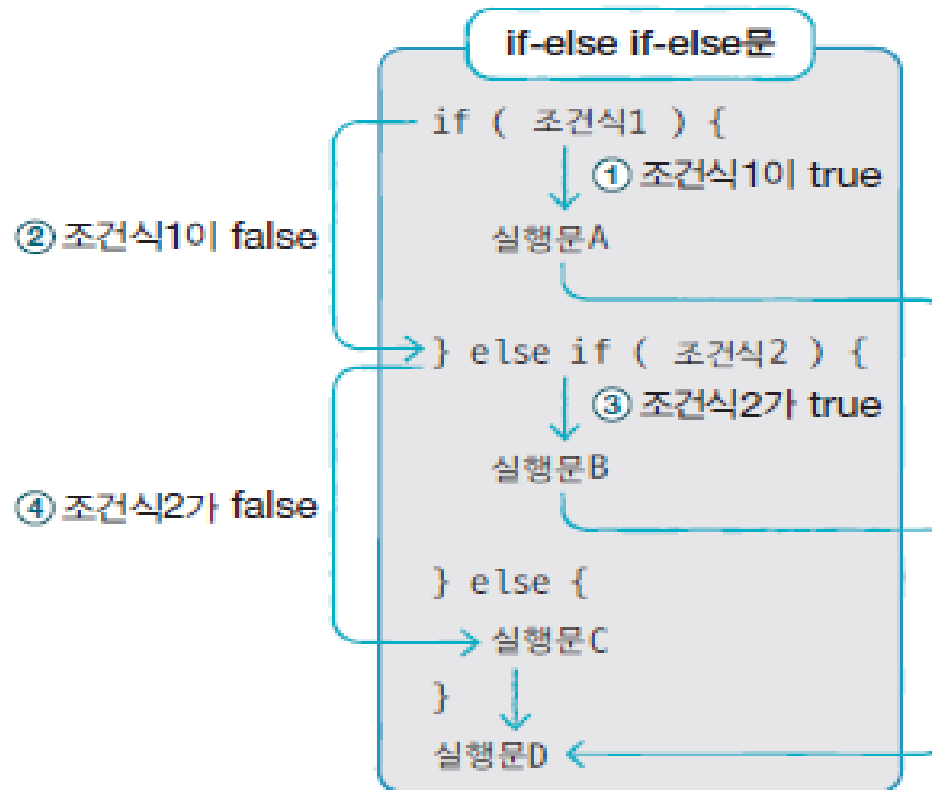 if-else if-else문
if ( 조건식1 ) {
① 조건식1이 true
② 조건식1이 false
실행문A
} else if ( 조건식2 ) {
③ 조건식2가 true
실행문B
④ 조건식2가 false
} else {
실행문C
}
실행문D